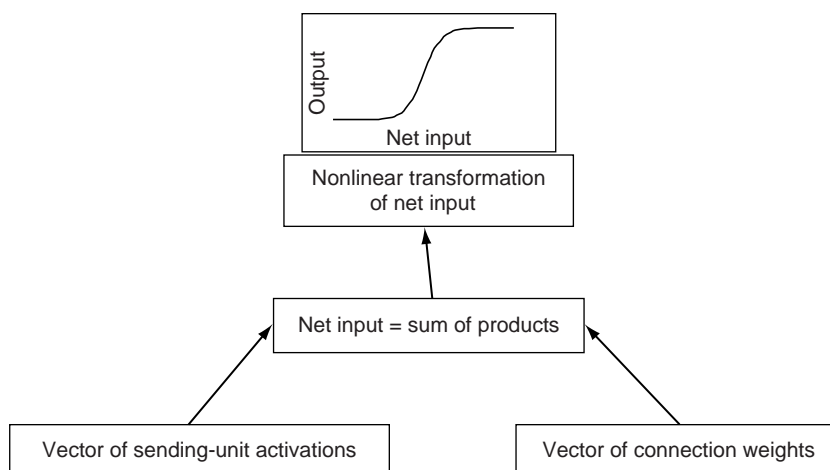 Output
Net input
Nonlinear transformation
of net input
Net input = sum of products
Vector of sending-unit activations
Vector of connection weights